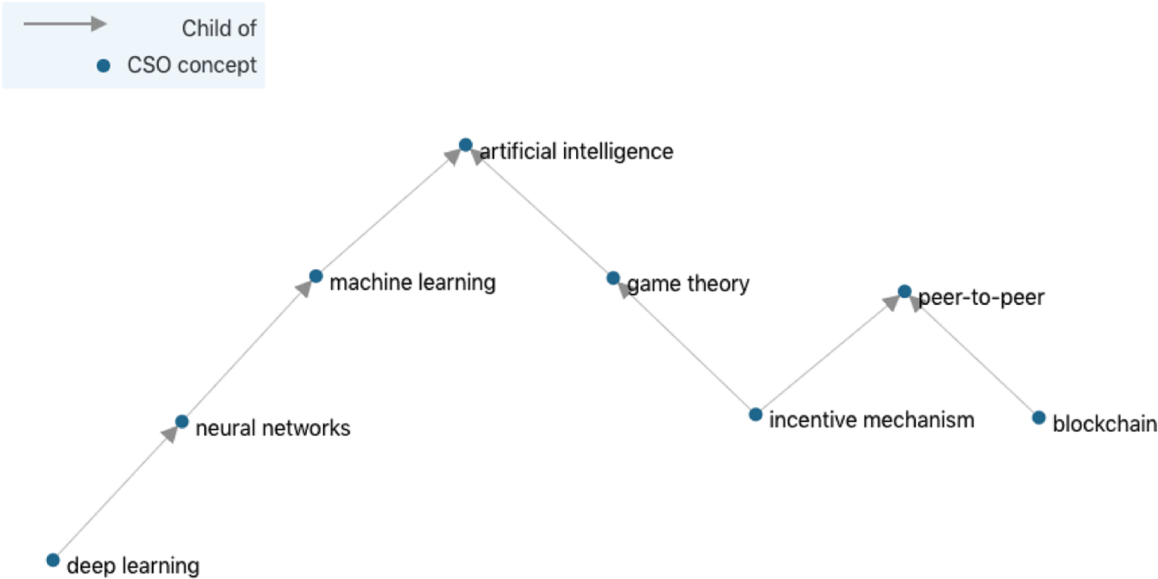 Child of
CSO concept
artificial intelligence
machine learning
game theory
peer-to-peer
incentive mechanism
blockchain
neural networks
deep learning